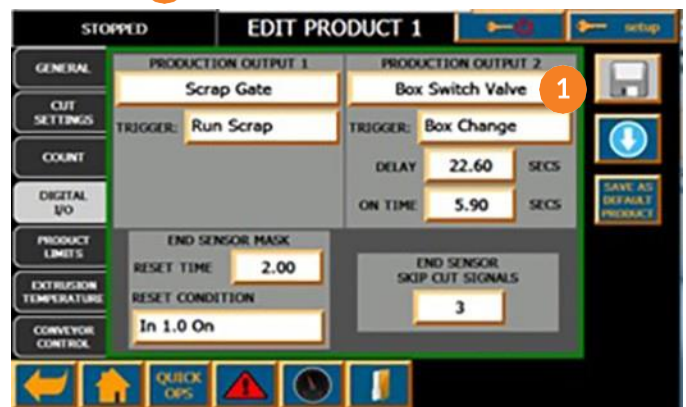 STOPPED
EDIT PRODUCT 1
setup
GENERAL
CUT
SETTINGS
COUNT
DIGITAL
I/O
PRODUCT
LIMITS
EXTRUSION
TEMPERATURE
CONVEYOR
CONTROL
PRODUCTION OUTPUT 1
Scrap Gate
TRIGGER: Run Scrap
PRODUCTION OUTPUT 2
Box Switch Valve
1
TRIGGER: Box Change
DELAY 22.60 SECS
ON TIME 5.90 SECS
END SENSOR MASK
RESET TIME 2.00
RESET CONDITION
In 1.0 On
END SENSOR
SKIP CUT SIGNALS
3
SAVE AS
DEFAULT
PRODUCT
QUICK
OPS